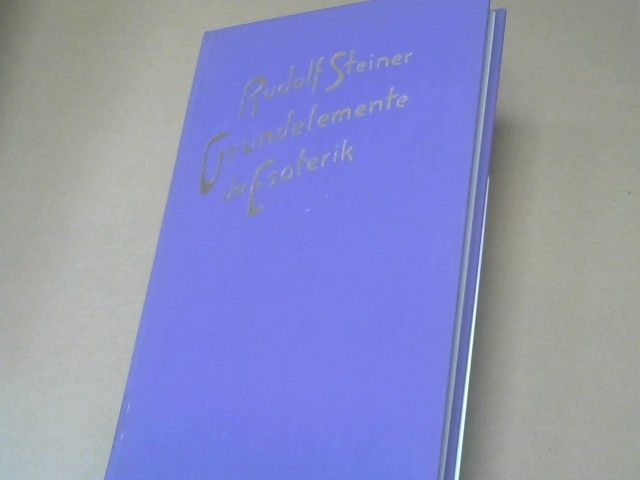 Rudolf Steiner
Grundelemente
der Esoterik